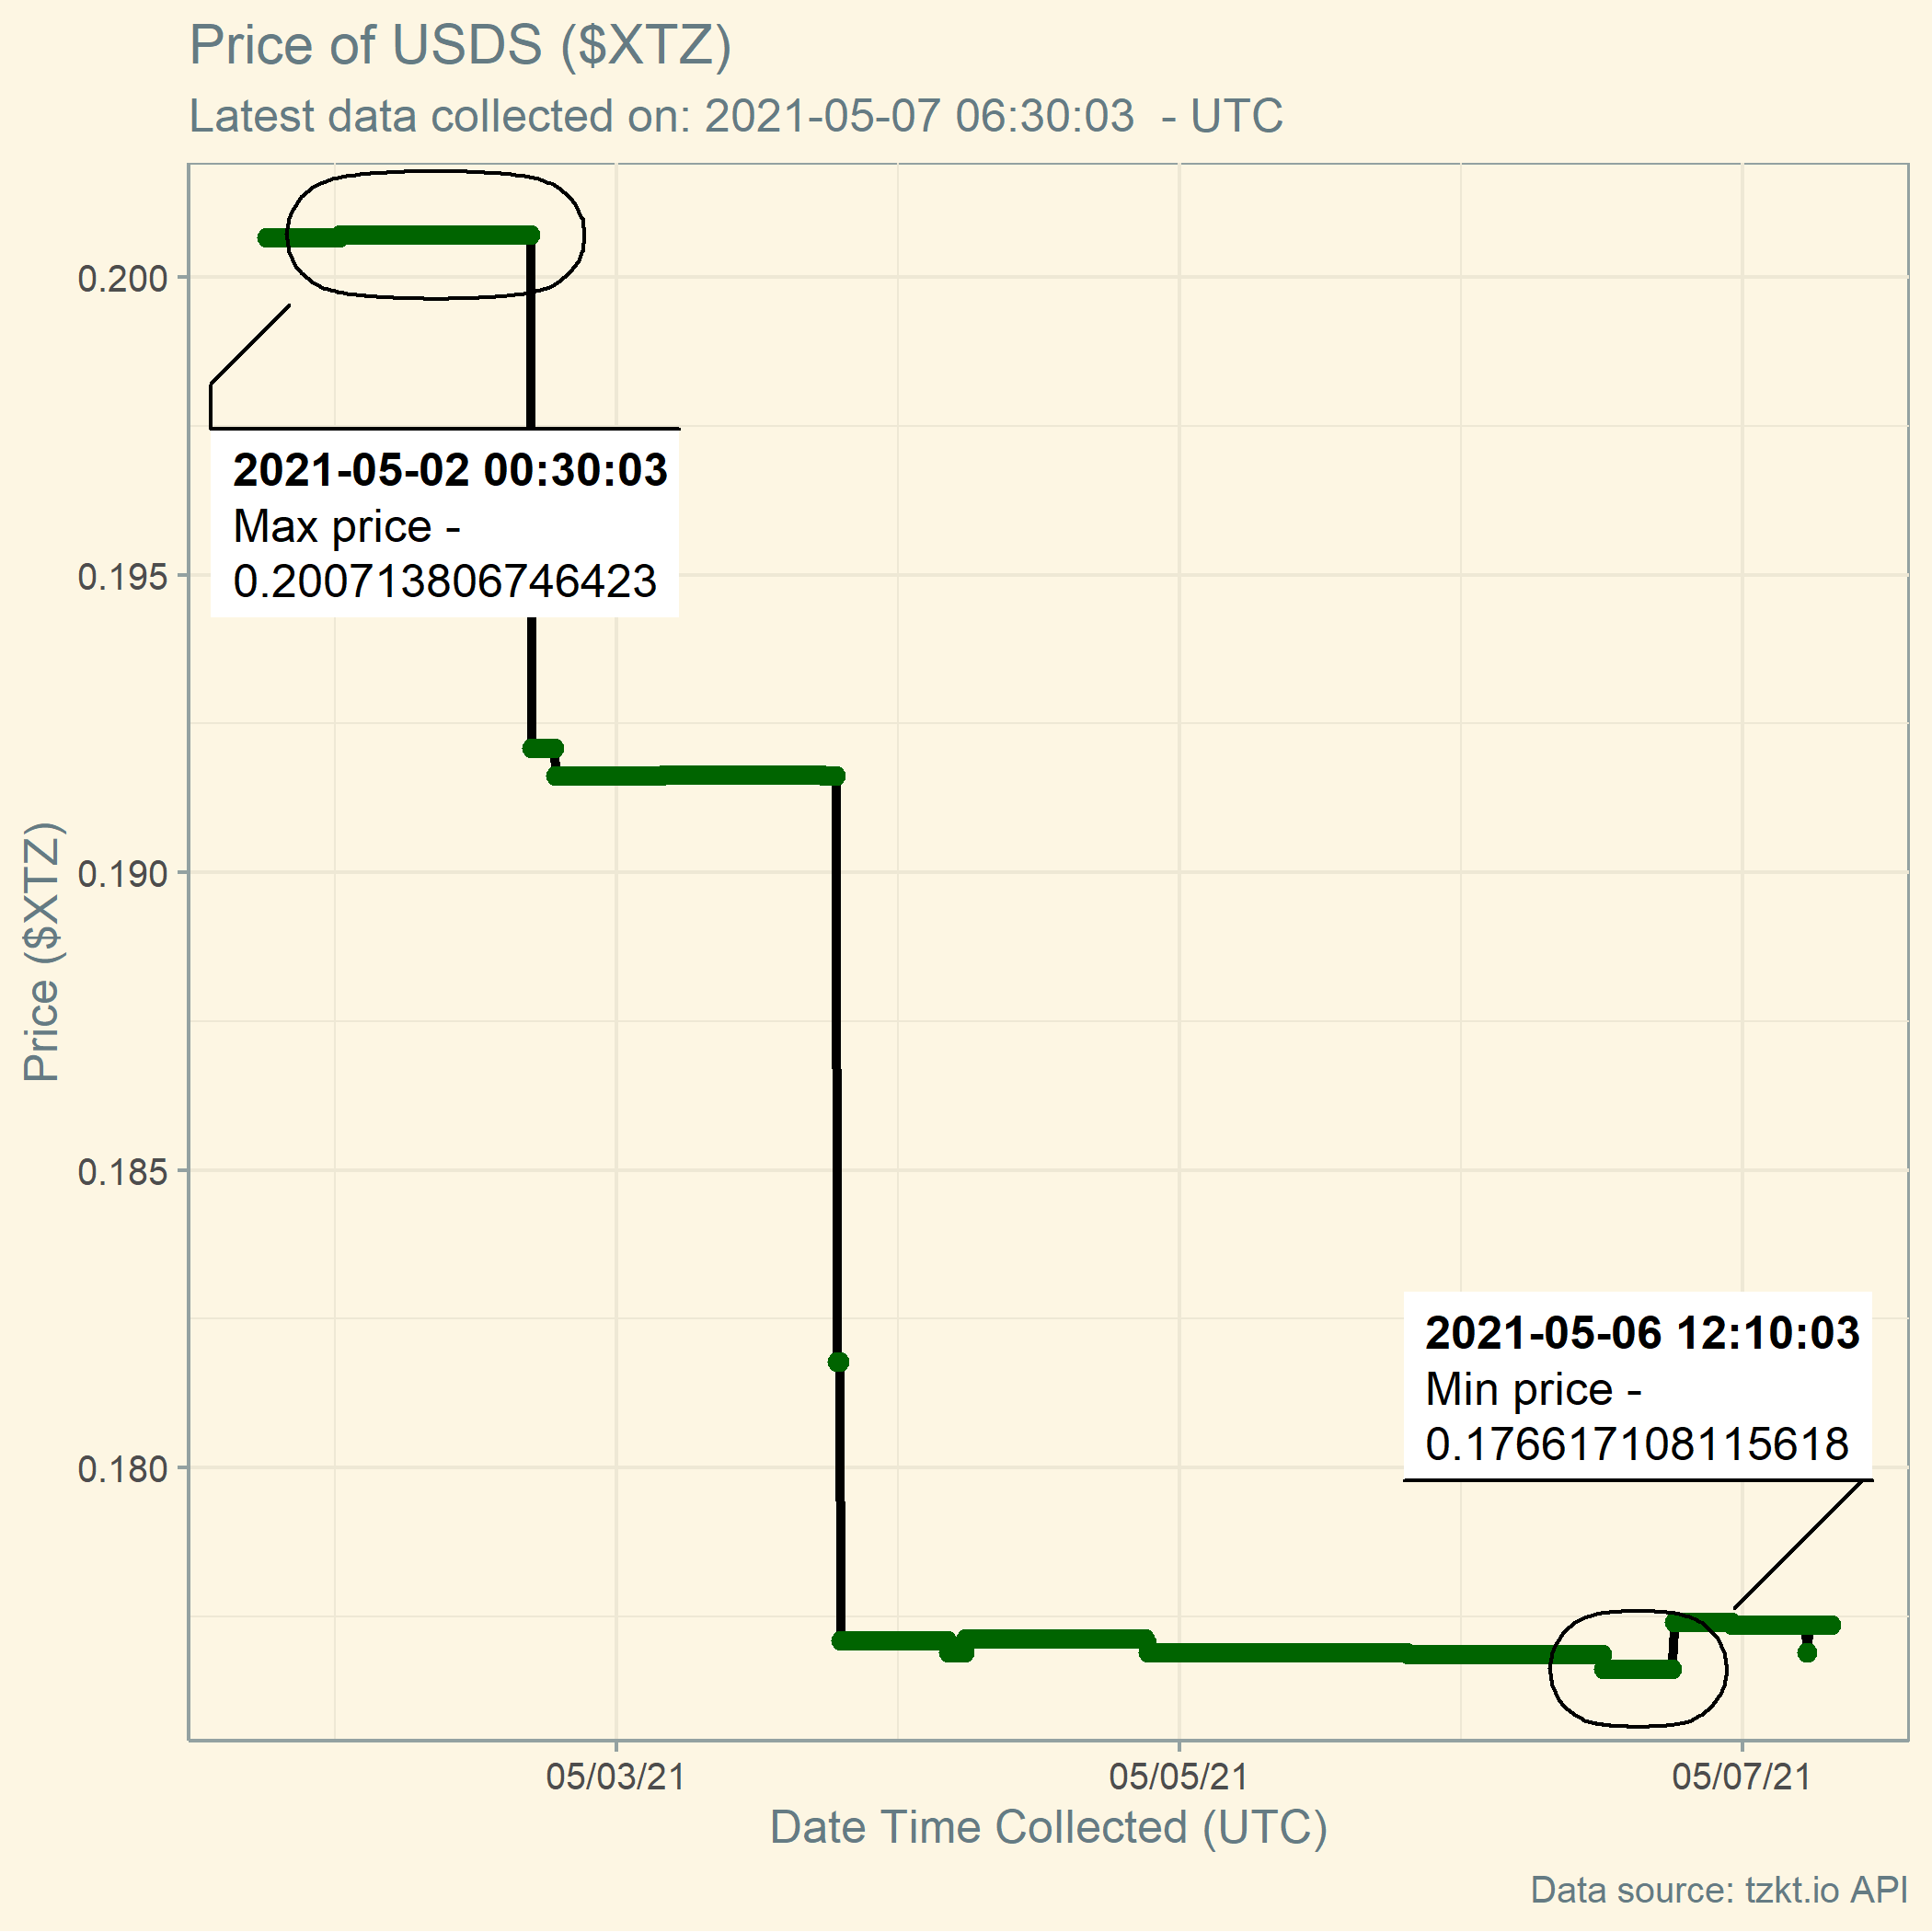 Price of USDS ($XTZ)
Latest data collected on: 2021-05-07 06:30:03  - UTC
Price ($XTZ)
0.200
0.195
0.190
0.185
0.180
2021-05-02 00:30:03
Max price -
0.200713806746423
2021-05-06 12:10:03
Min price -
0.176617108115618
05/03/21
05/05/21
05/07/21
Date Time Collected (UTC)
Data source: tzkt.io API